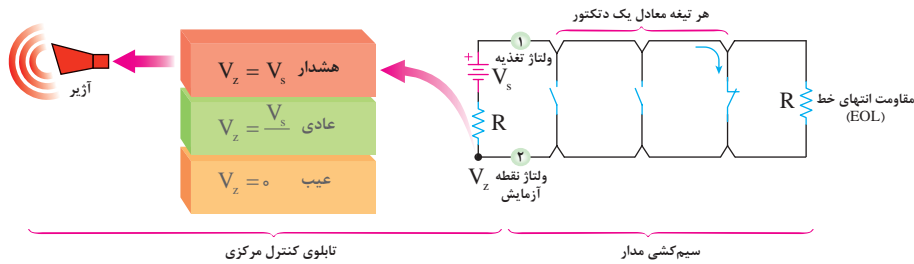 هر تیغه معادل یک دتکتور
۱
ولتاژ تغذیه
+
Vs
R
R
مقاومت انتهای خط
(EOL)
۲
ولتاژ نقطه
آزمایش
Vz
هشدار
Vz = Vs
عادی
Vz = Vs
عیب
Vz = ۰
آژیر
سیم‌کشی مدار
تابلوی کنترل مرکزی